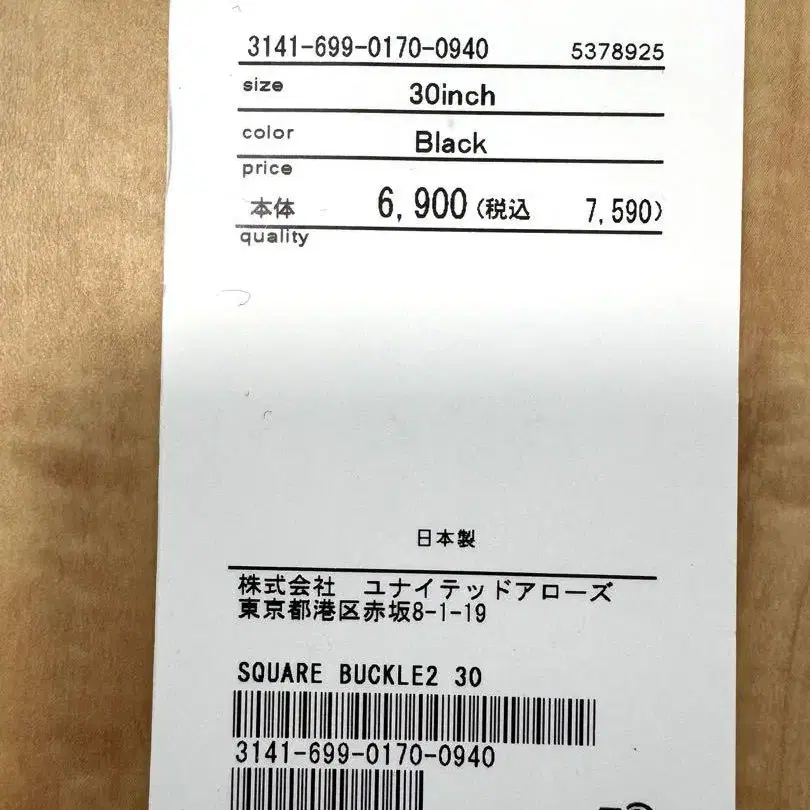 3141-699-0170-0940 5378925
size 30inch
color Black
price
本体 6,900 (税込 7,590)
quality
日本製
株式会社 ユナイテッドアローズ
東京都港区赤坂8-1-19
SQUARE BUCKLE2 30
3141-699-0170-0940